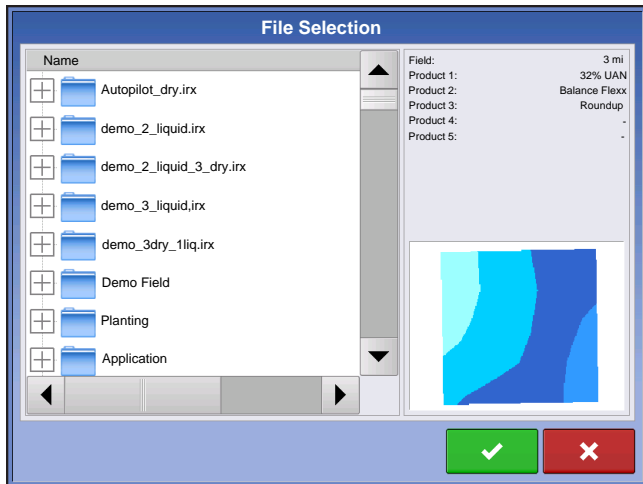 File Selection
Name
Autopilot_dry.irx
demo_2_liquid.irx
demo_2_liquid_3_dry.irx
demo_3_liquid,irx
demo_3dry_1liq.irx
Demo Field
Planting
Application
Field: 3 mi
Product 1: 32% UAN
Product 2: Balance Flexx
Product 3: Roundup
Product 4: -
Product 5: -